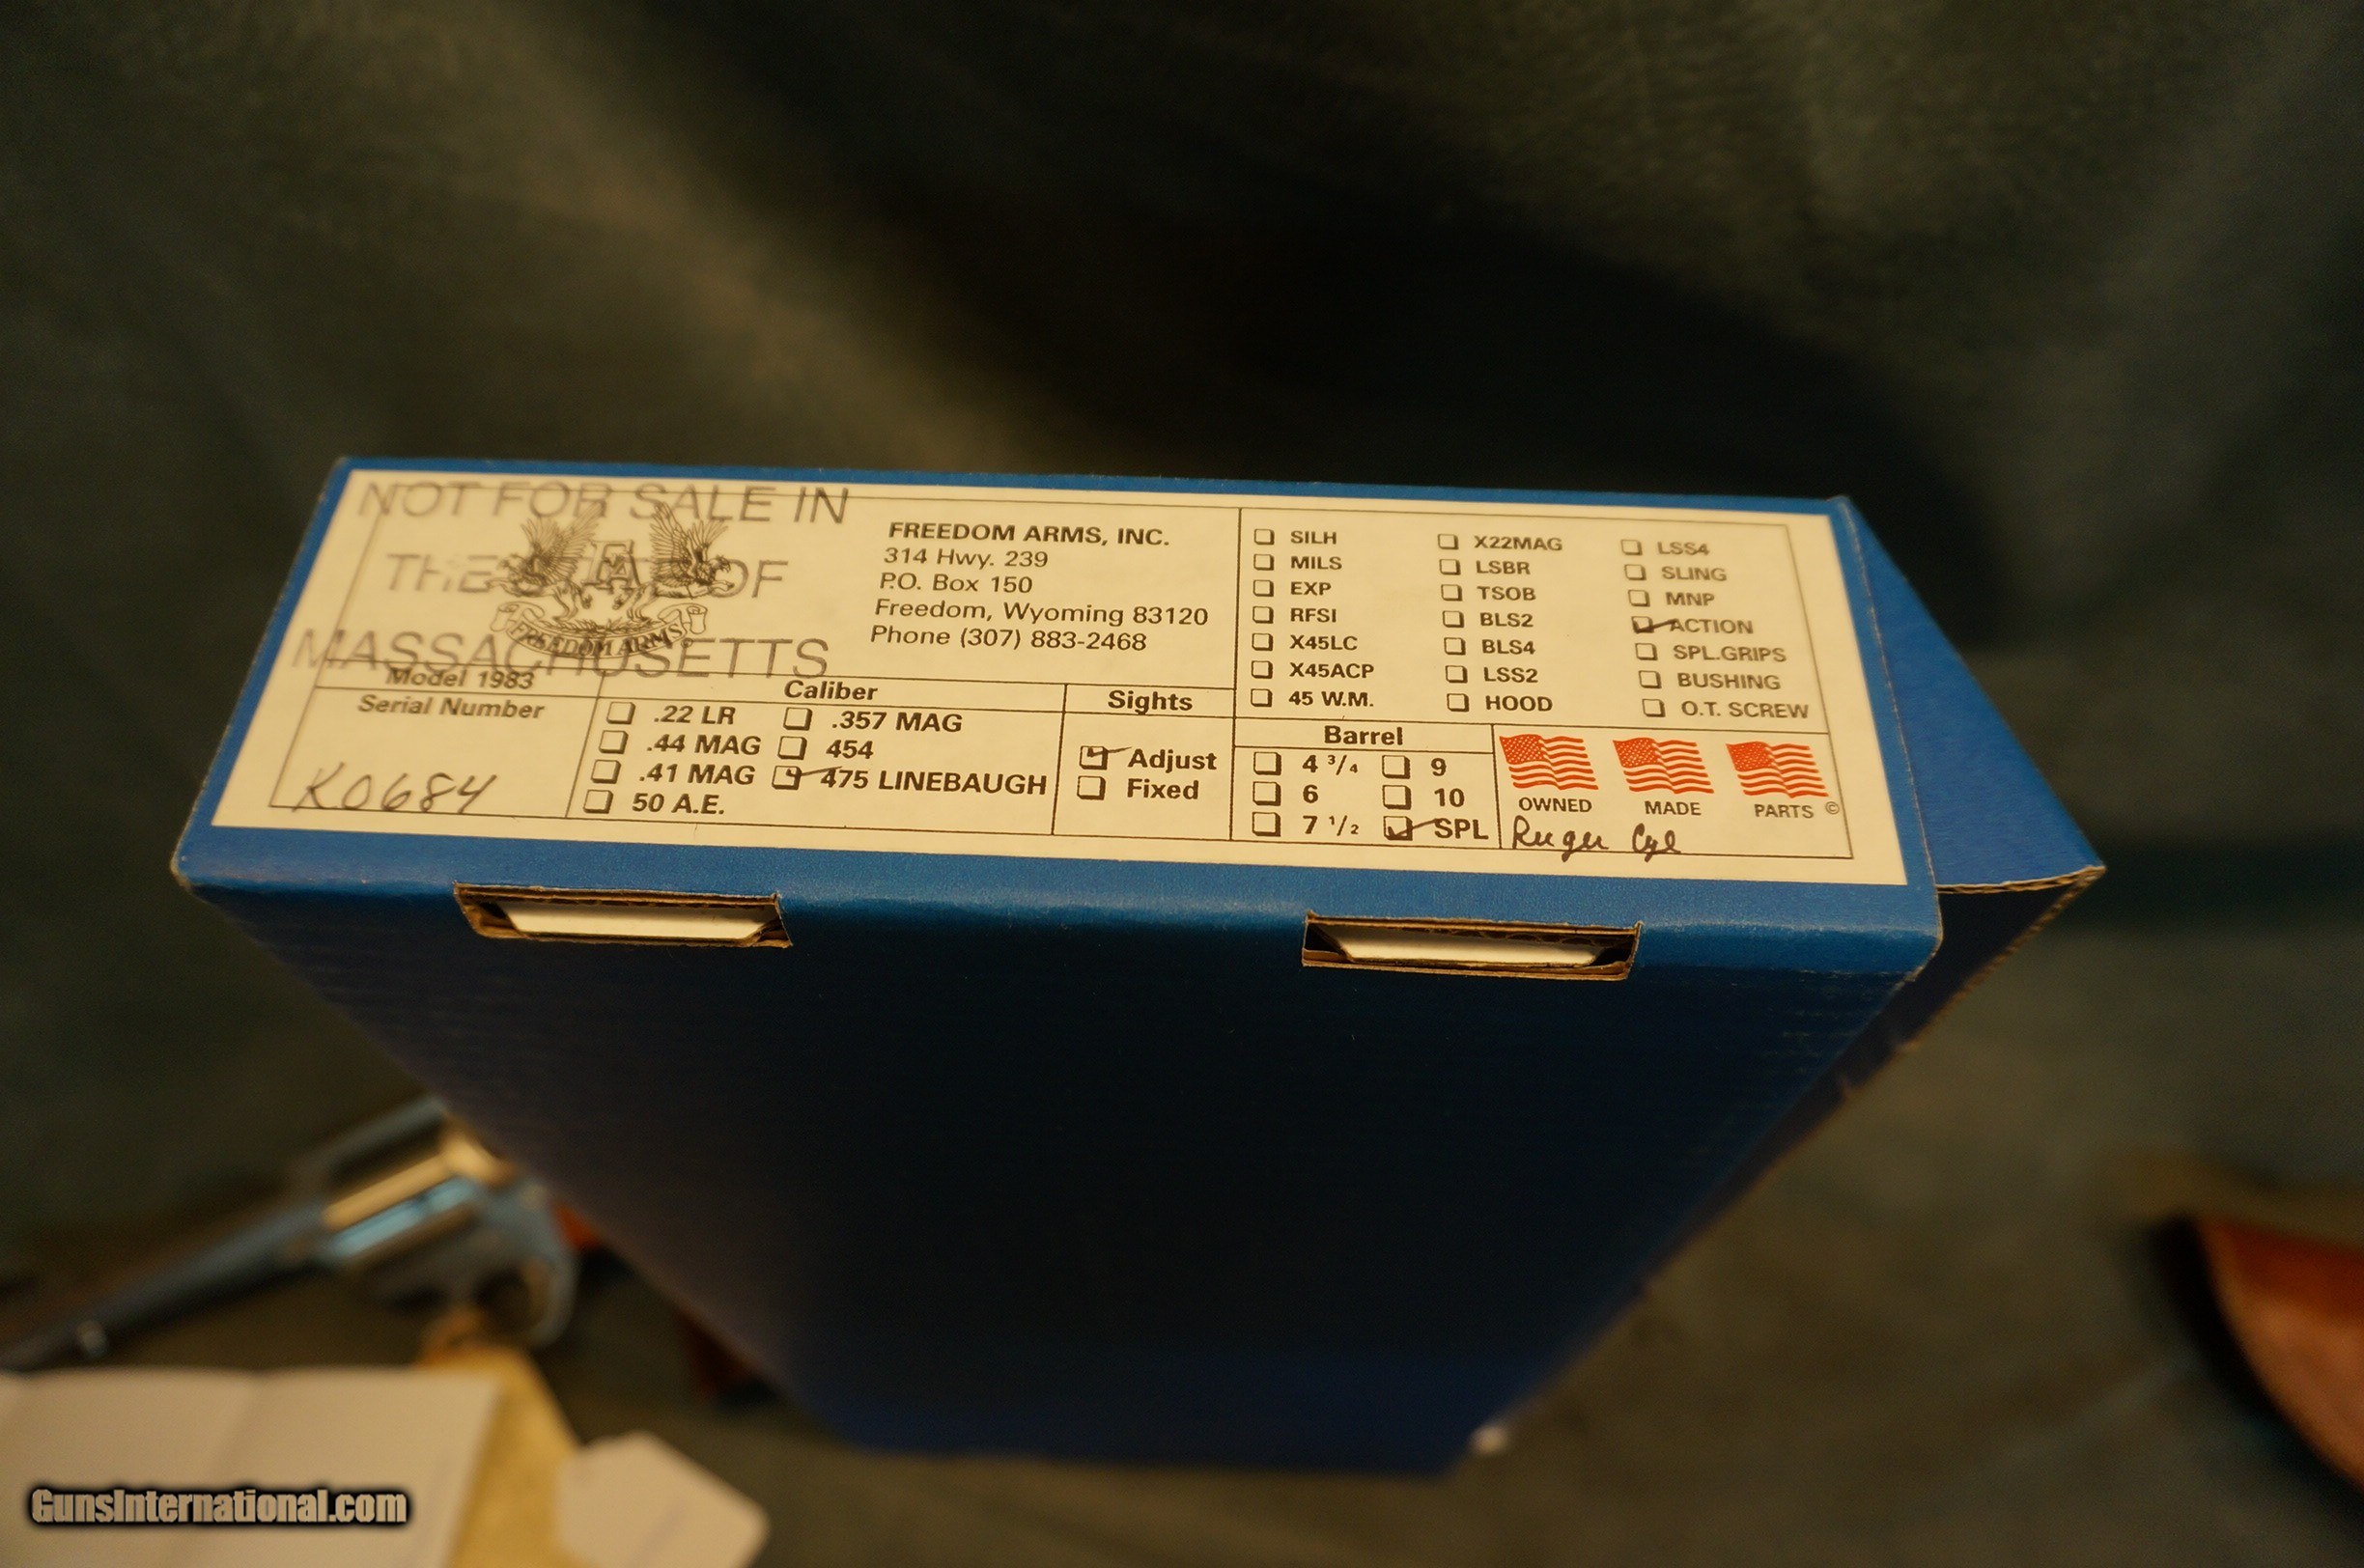 NOT FOR SALE IN
THE STATE OF
MASSACHUSETTS
FREEDOM ARMS
Model 1983
FREEDOM ARMS, INC.
314 Hwy. 239
P.O. Box 150
Freedom, Wyoming 83120
Phone (307) 883-2468
Serial Number
K0684
Caliber
.22 LR .357 MAG
.44 MAG 454
.41 MAG 475 LINEBAUGH
50 A.E.
Sights
Adjust
Fixed
SILH X22MAG LSS4
MILS LSBR SLING
EXP TSOB MNP
RFSI BLS2 ACTION
X45LC BLS4 SPL.GRIPS
X45ACP LSS2 BUSHING
45 W.M. HOOD O.T. SCREW
Barrel
4 3/4 9
6 10
7 1/2 SPL
OWNED MADE PARTS ©
Ruger Cyl
GunsInternational.com